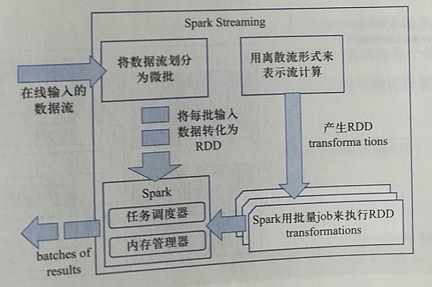 Spark Streaming
将数据流划分
为微批
用离散流形式来
表示流计算
在线输入的
数据流
将每批输入
数据转化为
RDD
产生RDD
transforma tions
Spark
任务调度器
内存管理器
Spark用批量job来执行RDD
transformations
batches of
results